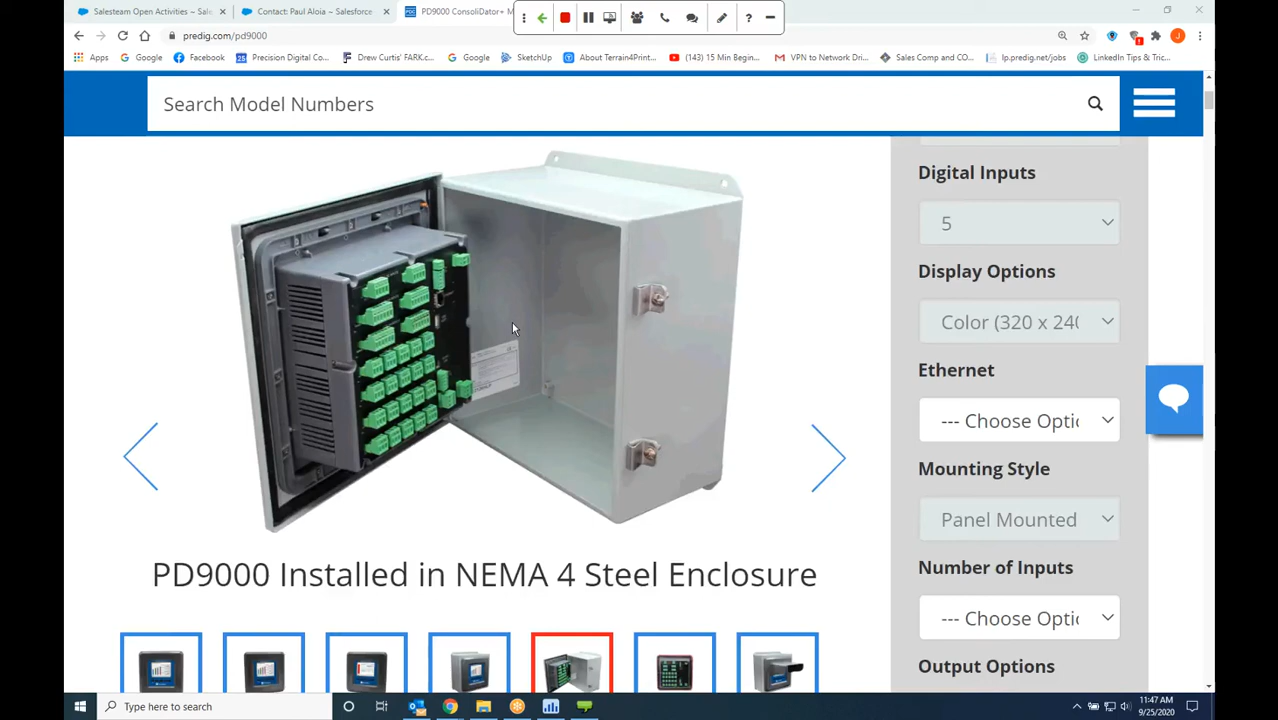 Salesteam Open Activities ~ Sale
Contact: Paul Aloia ~ Salesforce
PD9000 ConsoliDator+ M
predig.com/pd9000
Apps
Google
Facebook
Precision Digital Co...
Drew Curtis' FARK.c...
Google
SketchUp
About Terrain4Print...
(143) 15 Min Begin...
VPN to Network Driv...
Sales Comp and CO...
lp.predig.net/jobs
LinkedIn Tips & Tric...
Search Model Numbers
Digital Inputs
5
Display Options
Color (320 x 240
Ethernet
--- Choose Optic
Mounting Style
Panel Mounted
Number of Inputs
--- Choose Optic
Output Options
PD9000 Installed in NEMA 4 Steel Enclosure
Type here to search
11:47 AM
9/25/2020